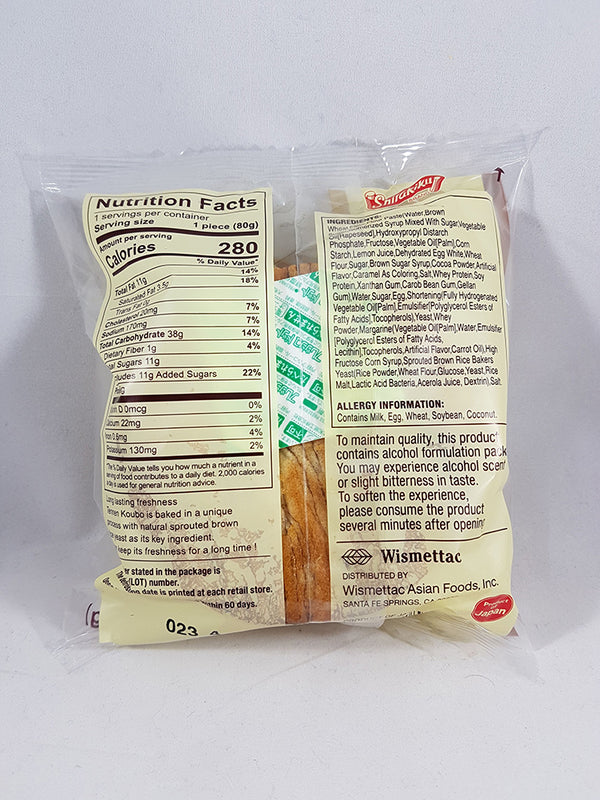 Nutrition Facts
1 servings per container
Serving size 1 piece (80g)
Amount per serving
Calories 280
% Daily Value*
Total Fat 11g 14%
Saturated Fat 3.5g 18%
Trans Fat 0g
Cholesterol 20mg 7%
Sodium 170mg 7%
Total Carbohydrate 38g 14%
Dietary Fiber 1g 4%
al Sugars 11g
cludes 11g Added Sugars 22%
in D 0mcg 0%
alcium 22mg 2%
ron 0.6mg 4%
Potassium 130mg 2%
*The % Daily Value tells you how much a nutrient in a
ing of food contributes to a daily diet. 2,000 calories
day is used for general nutrition advice.
Long lasting freshness
Tennen Koubo is baked in a unique
process with natural sprouted brown
e yeast as its key ingredient.
keep its freshness for a long time !
r stated in the package is
(LOT) number.
date is printed at each retail store.
within 60 days.
023
Shirakiku
INGREDIENTS: Paste(Water,Brown
Wheat Syrup Mixed With Sugar,Vegetable
Oil[Rapeseed],Hydroxypropyl Distarch
Phosphate,Fructose,Vegetable Oil[Palm],Corn
Starch,Lemon Juice,Dehydrated Egg White,Wheat
Flour,Sugar,Brown Sugar Syrup,Cocoa Powder,Artificial
Flavor,Caramel As Coloring,Salt,Whey Protein,Soy
Protein,Xanthan Gum,Carob Bean Gum,Gellan
Gum),Water,Sugar,Egg,Shortening(Fully Hydrogenated
Vegetable Oil[Palm],Emulsifier[Polyglycerol Esters of
Fatty Acids],Tocopherols),Yeast,Whey
Powder,Margarine(Vegetable Oil[Palm],Water,Emulsifier
[Polyglycerol Esters of Fatty Acids,
Lecithin],Tocopherols,Artificial Flavor,Carrot Oil),High
Fructose Corn Syrup,Sprouted Brown Rice Bakers
Yeast(Rice Powder,Wheat Flour,Glucose,Yeast,Rice
Malt,Lactic Acid Bacteria,Acerola Juice, Dextrin),Salt
ALLERGY INFORMATION:
Contains Milk, Egg, Wheat, Soybean, Coconut.
To maintain quality, this product
contains alcohol formulation pack
You may experience alcohol scent
or slight bitterness in taste.
To soften the experience,
please consume the product
several minutes after opening
Wismettac
DISTRIBUTED BY
Wismettac Asian Foods, Inc.
SANTA FE SPRINGS, CA
Product of Japan